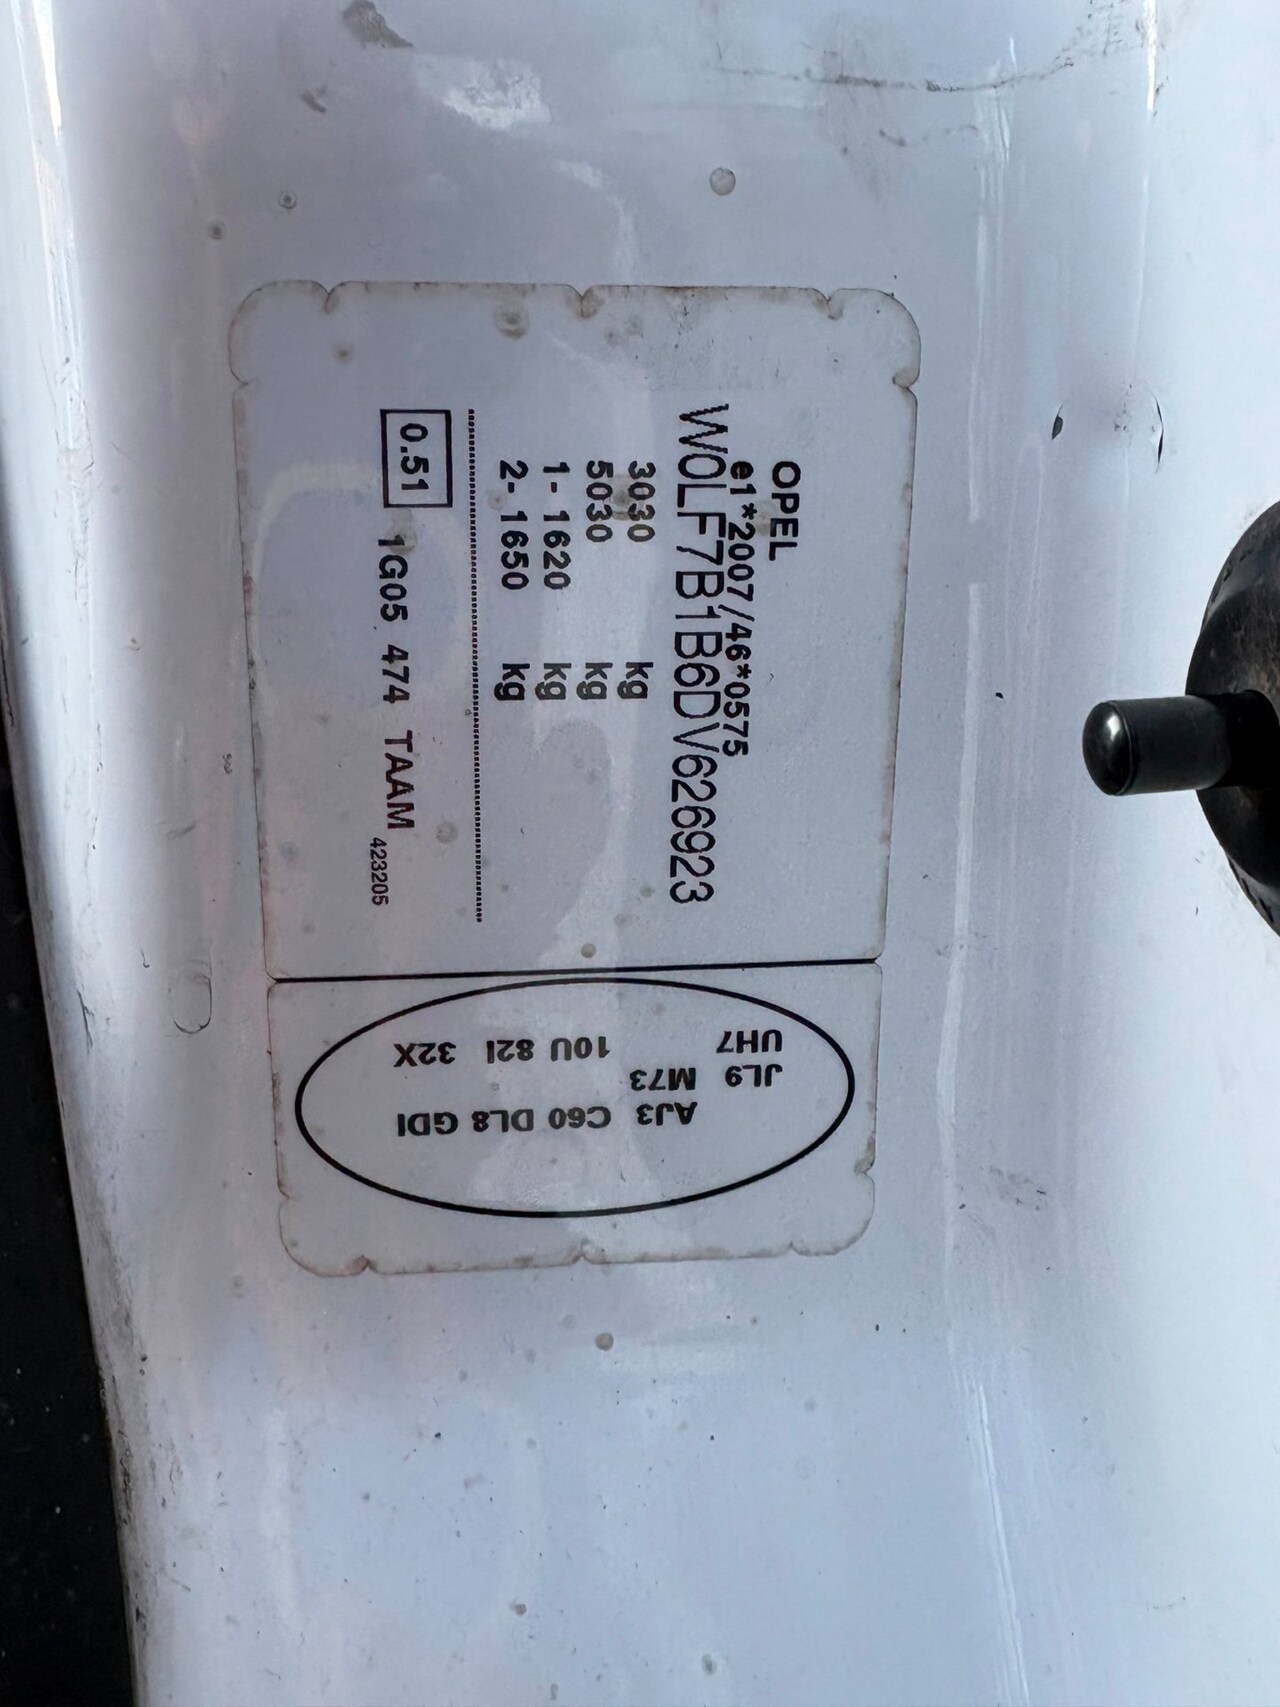 OPEL
e1*2007/46*0575
W0LF7B1B6DV626923
3030 kg
5030 kg
1- 1620 kg
2- 1650 kg
0.51 1G05 474 TAAM 423205
AJ3 C60 DL8 GDI
JL9 M73
UH7 10U 82I 32X